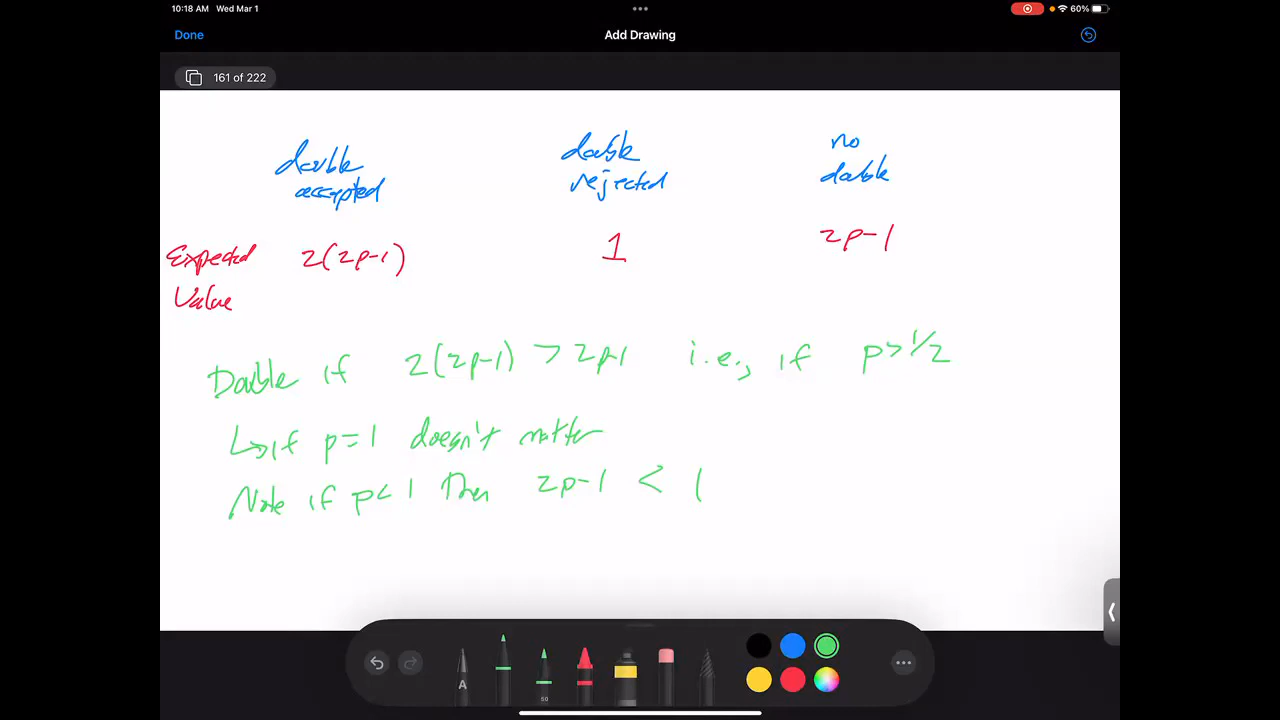 10:18 AM Wed Mar 1
60%
Done
Add Drawing
161 of 222
double accepted
double rejected
no double
Expected Value
2(2p-1)
1
2p-1
Double if 2(2p-1) > 2p-1 i.e., if p > 1/2
↳ if p=1 doesn't matter
Note if p< 1 then 2p-1 < 1
A
50